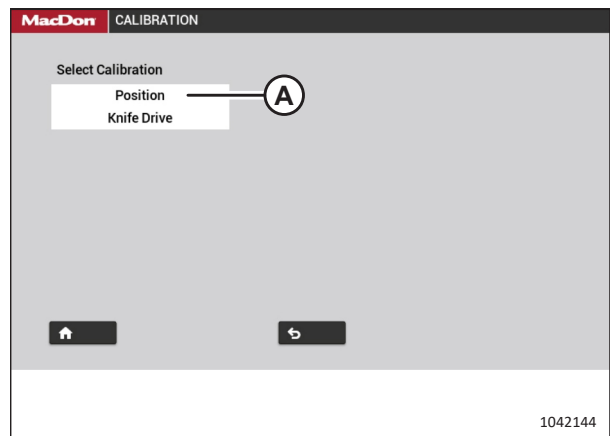 MacDon CALIBRATION
Select Calibration
Position A
Knife Drive
1042144